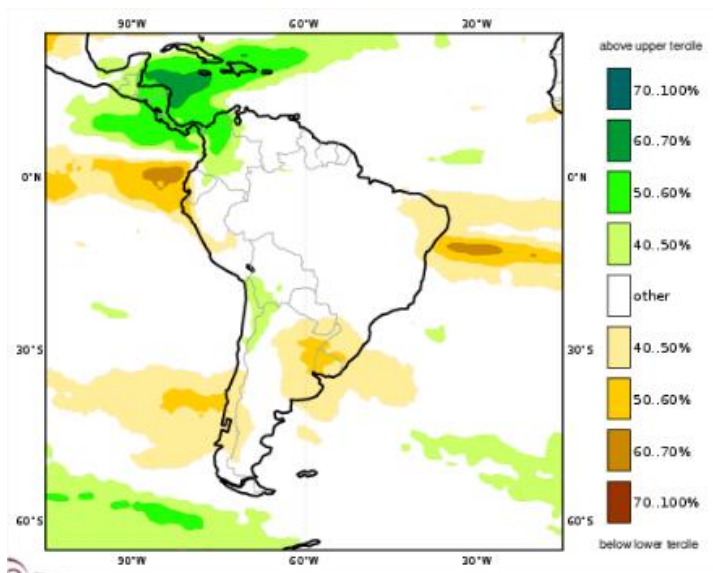 90°W 60°W 30°W
above upper tercile
70..100%
60..70%
50..60%
40..50%
other
40..50%
50..60%
60..70%
70..100%
below lower tercile
0°N 0°N
30°S 30°S
60°S 60°S
90°W 60°W 30°W